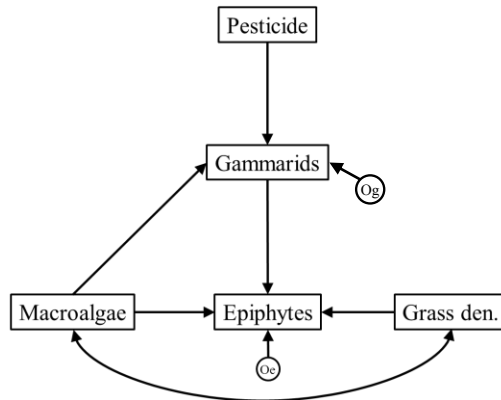 Pesticide
Gammarids
Og
Macroalgae
Epiphytes
Grass den.
Oe